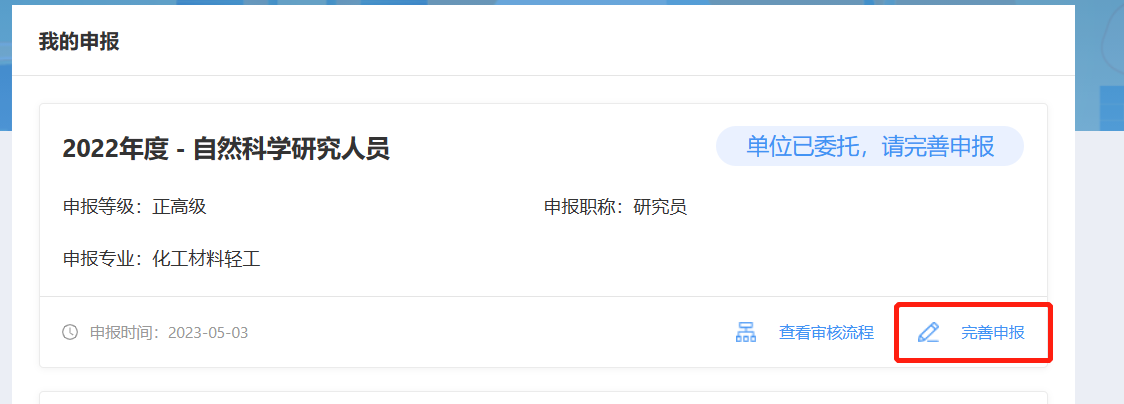 我的申报
2022年度 - 自然科学研究人员
单位已委托，请完善申报
申报等级：正高级
申报职称：研究员
申报专业：化工材料轻工
申报时间：2023-05-03
查看审核流程
完善申报